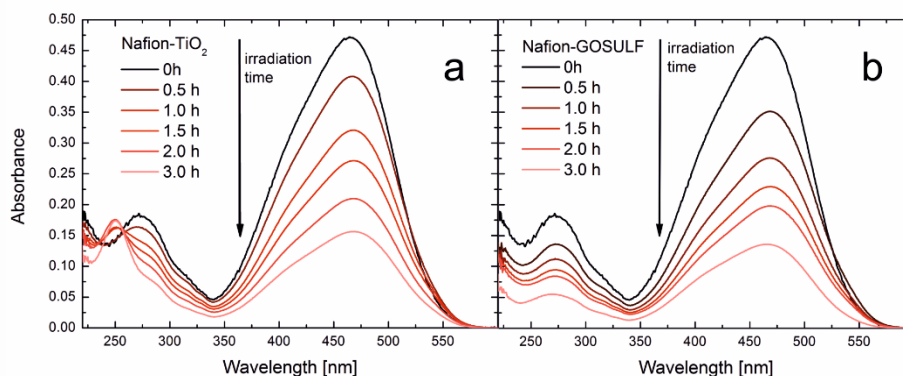 Absorbance
0.50
0.45
0.40
0.35
0.30
0.25
0.20
0.15
0.10
0.05
0.00
Nafion-TiO2
0h
0.5 h
1.0 h
1.5 h
2.0 h
3.0 h
irradiation
time
a
250 300 350 400 450 500 550
Wavelength [nm]
Nafion-GOSULF
0h
0.5 h
1.0 h
1.5 h
2.0 h
3.0 h
irradiation
time
b
250 300 350 400 450 500 550
Wavelength [nm]